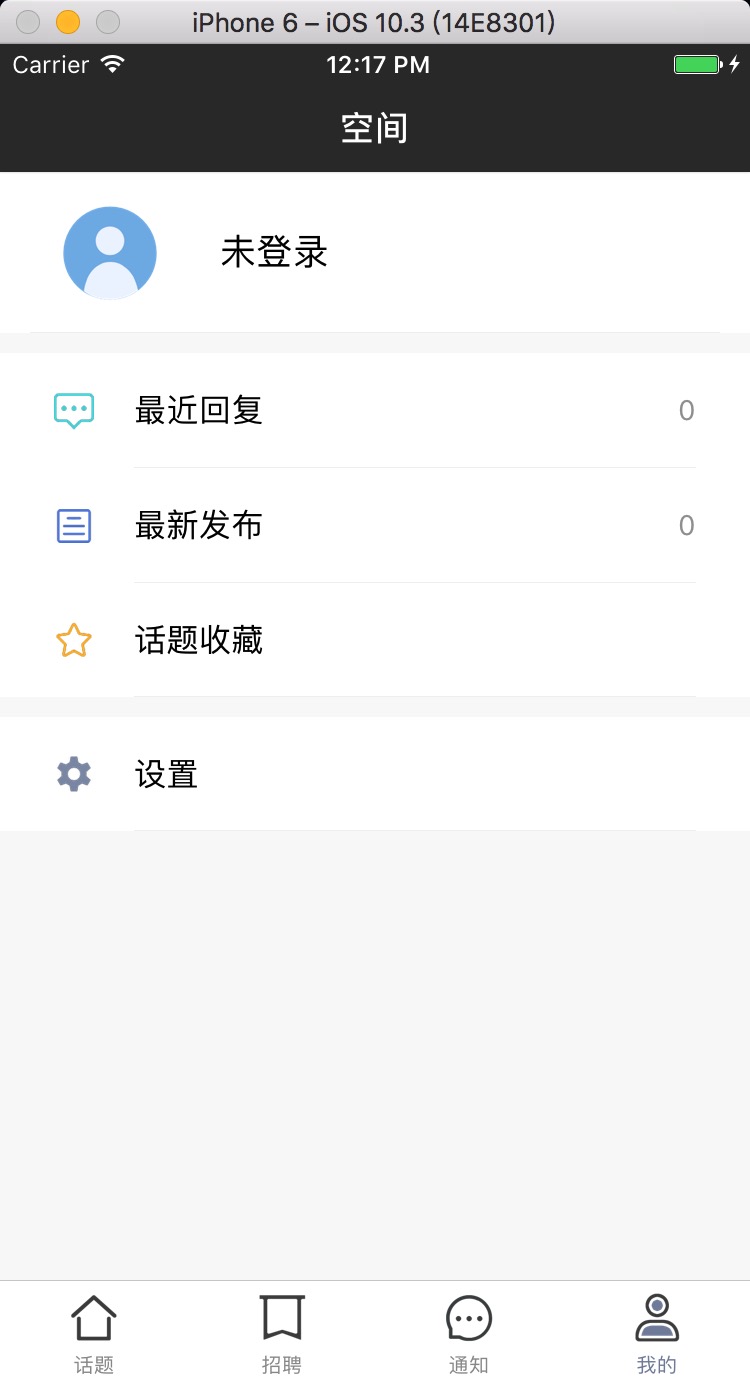 iPhone 6 – iOS 10.3 (14E8301)
Carrier 12:17 PM
空间
未登录
最近回复 0
最新发布 0
话题收藏
设置
话题 招聘 通知 我的